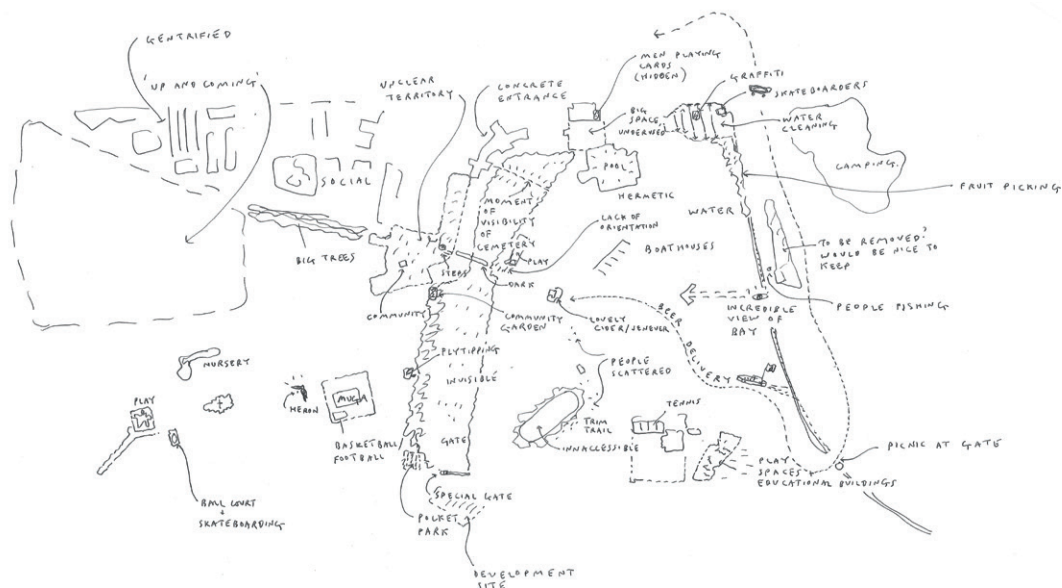 GENTRIFIED
'UP AND COMING'
UNCLEAR
TERRITORY
CONCRETE
ENTRANCE
MEN PLAYING
CARDS
(HIDDEN)
GRAFFITI
SKATEBOARDERS
BIG
SPACE,
UNDERUSED
WATER
CLEANING
CAMPING.
SOCIAL
POOL
HERMETIC
FRUIT PICKING
MOMENT
OF
VISIBILITY
OF
CEMETERY
LACK OF
ORIENTATION
WATER
BIG TREES
STEPS
PLAY
DARK
BOATHOUSES
TO BE REMOVED?
WOULD BE NICE TO
KEEP
COMMUNITY
COMMUNITY
GARDEN
LOVELY
CIDER/JENEVER
BEER
DELIVERY
INCREDIBLE
VIEW OF
BAY
PEOPLE FISHING
NURSERY
FLYTIPPING
INVISIBLE
PEOPLE
SCATTERED
PLAY
HERON
MUGA
BASKETBALL/
FOOTBALL
GATE
TRIM
TRAIL
INNACCESSIBLE
TENNIS
PLAY
SPACES +
EDUCATIONAL BUILDINGS
PICNIC AT GATE
BALL COURT
+
SKATEBOARDING
SPECIAL GATE
POCKET
PARK
DEVELOPMENT
SITE